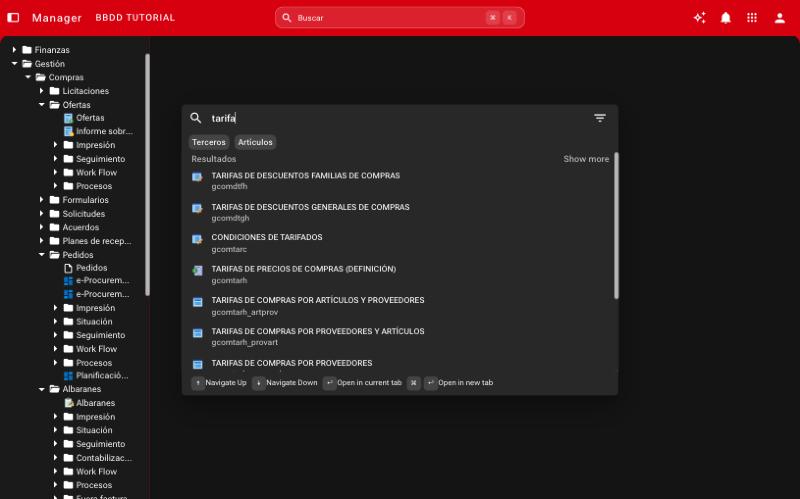 Manager BBDD TUTORIAL Buscar ⌘ K
Finanzas
Gestión
Compras
Licitaciones
Ofertas
Ofertas
Informe sobr...
Impresión
Seguimiento
Work Flow
Procesos
Formularios
Solicitudes
Acuerdos
Planes de recep...
Pedidos
Pedidos
e-Procurem...
e-Procurem...
Impresión
Situación
Seguimiento
Work Flow
Procesos
Planificació...
Albaranes
Albaranes
Impresión
Situación
Seguimiento
Contabilizac...
Work Flow
Procesos
Fuera factura
tarifa
Terceros Artículos
Resultados Show more
TARIFAS DE DESCUENTOS FAMILIAS DE COMPRAS
gcomdtfh
TARIFAS DE DESCUENTOS GENERALES DE COMPRAS
gcomdtgh
CONDICIONES DE TARIFADOS
gcomtarc
TARIFAS DE PRECIOS DE COMPRAS (DEFINICIÓN)
gcomtarh
TARIFAS DE COMPRAS POR ARTÍCULOS Y PROVEEDORES
gcomtarh_artprov
TARIFAS DE COMPRAS POR PROVEEDORES Y ARTÍCULOS
gcomtarh_provart
TARIFAS DE COMPRAS POR PROVEEDORES
Navigate Up Navigate Down Open in current tab ⌘ Open in new tab